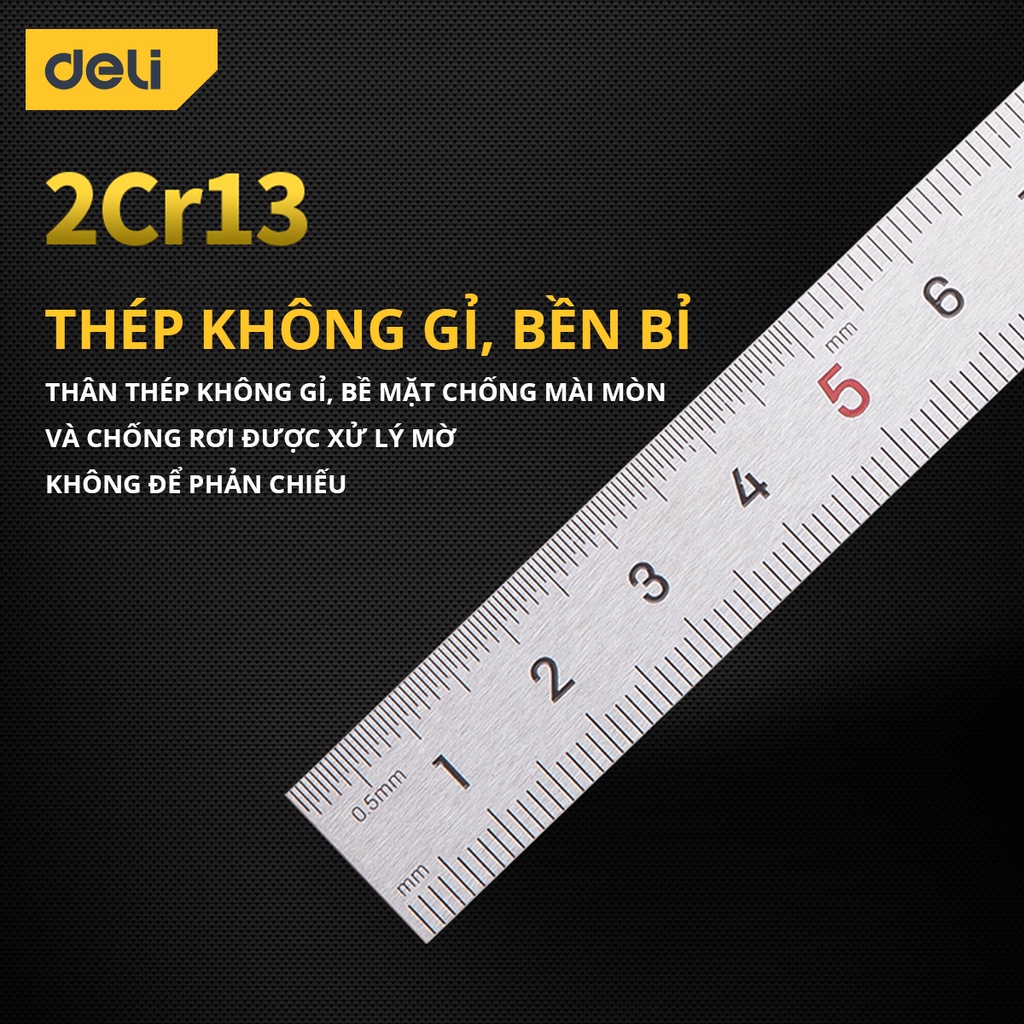 deli
2Cr13
THÉP KHÔNG GỈ, BỀN BỈ
THÂN THÉP KHÔNG GỈ, BỀ MẶT CHỐNG MÀI MÒN
VÀ CHỐNG RƠI ĐƯỢC XỬ LÝ MỜ
KHÔNG ĐỂ PHẢN CHIẾU
0.5mm
mm
1
2
3
4
5
mm
6